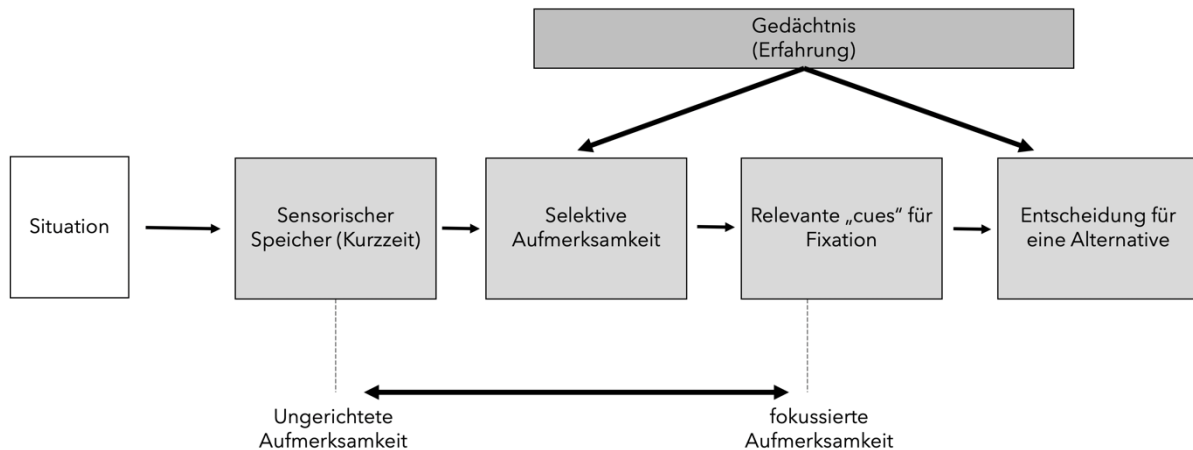 Gedächtnis
(Erfahrung)
Situation
Sensorischer
Speicher (Kurzzeit)
Selektive
Aufmerksamkeit
Relevante „cues“ für
Fixation
Entscheidung für
eine Alternative
Ungerichtete
Aufmerksamkeit
fokussierte
Aufmerksamkeit